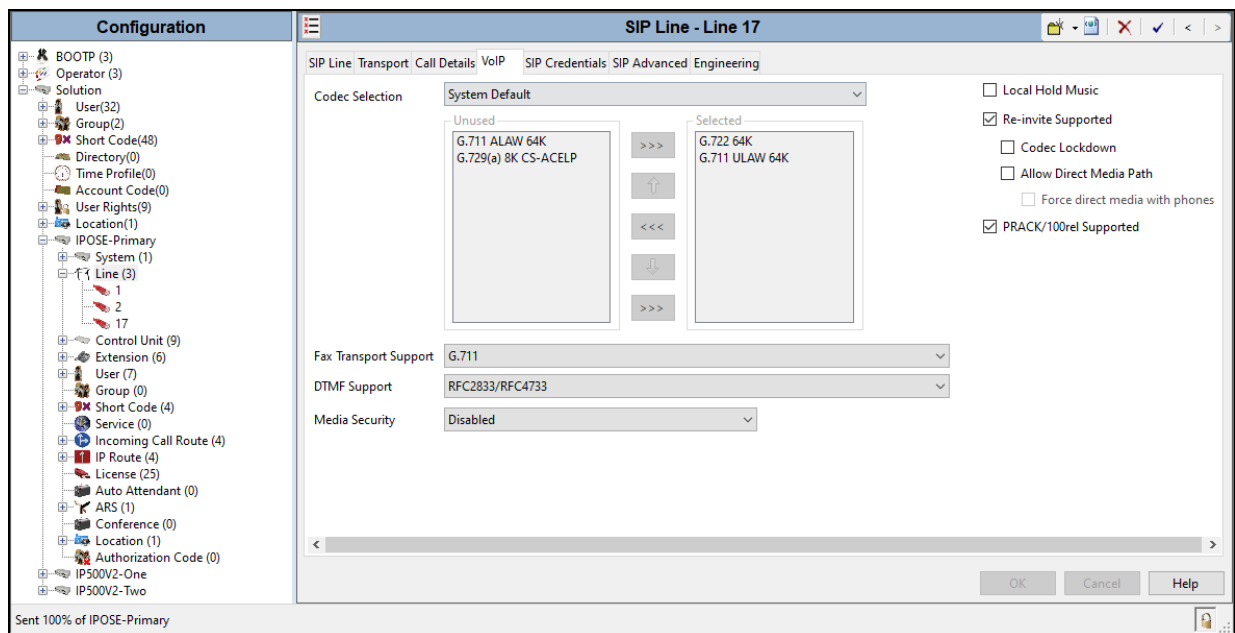 Configuration
BOOTP (3)
Operator (3)
Solution
User(32)
Group(2)
Short Code(48)
Directory(0)
Time Profile(0)
Account Code(0)
User Rights(9)
Location(1)
IPOSE-Primary
System (1)
Line (3)
1
2
17
Control Unit (9)
Extension (6)
User (7)
Group (0)
Short Code (4)
Service (0)
Incoming Call Route (4)
IP Route (4)
License (25)
Auto Attendant (0)
ARS (1)
Conference (0)
Location (1)
Authorization Code (0)
IP500V2-One
IP500V2-Two
SIP Line - Line 17
SIP Line Transport Call Details VoIP SIP Credentials SIP Advanced Engineering
Codec Selection System Default
Unused
G.711 ALAW 64K
G.729(a) 8K CS-ACELP
>>>
<<<
>>>
Selected
G.722 64K
G.711 ULAW 64K
Fax Transport Support G.711
DTMF Support RFC2833/RFC4733
Media Security Disabled
Local Hold Music
Re-invite Supported
Codec Lockdown
Allow Direct Media Path
Force direct media with phones
PRACK/100rel Supported
OK Cancel Help
Sent 100% of IPOSE-Primary